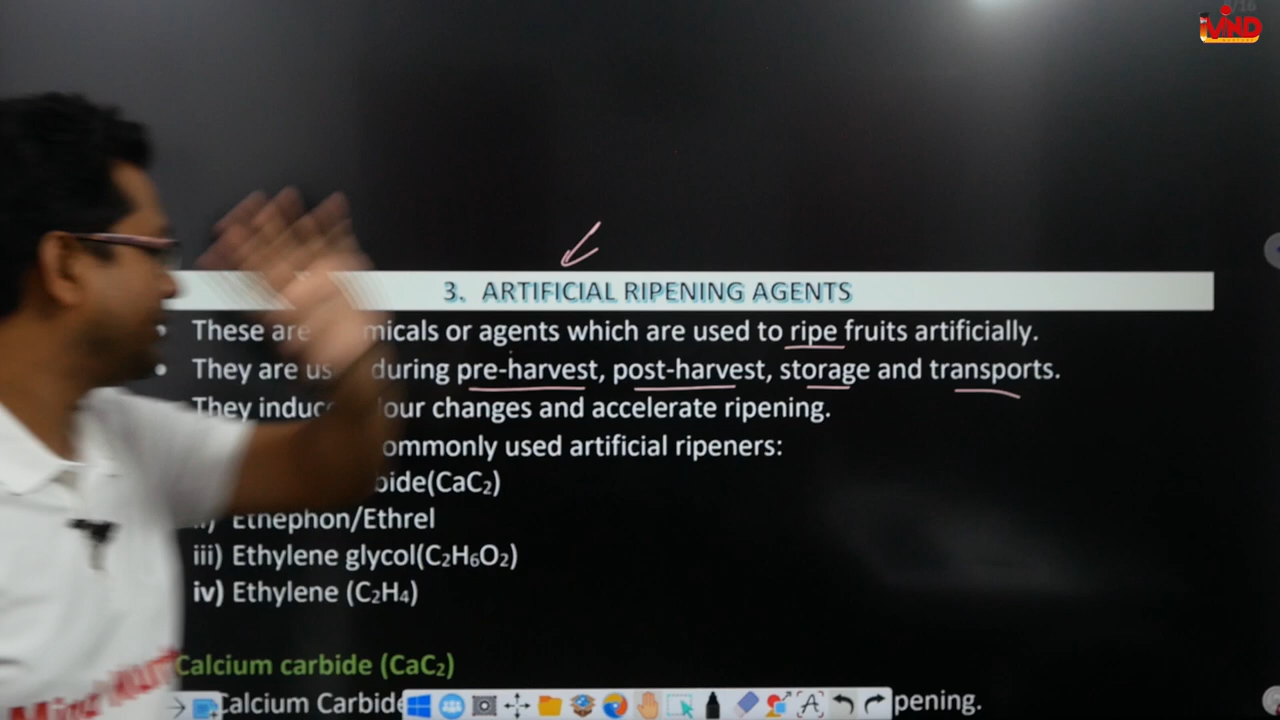 iVND
3. ARTIFICIAL RIPENING AGENTS
• These are micals or agents which are used to ripe fruits artificially.
• They are us during pre-harvest, post-harvest, storage and transports.
They induc our changes and accelerate ripening.
ommonly used artificial ripeners:
bide(CaC₂)
ii) Ethephon/Ethrel
iii) Ethylene glycol(C₂H₆O₂)
iv) Ethylene (C₂H₄)
Calcium carbide (CaC₂)
Calcium Carbide pening.